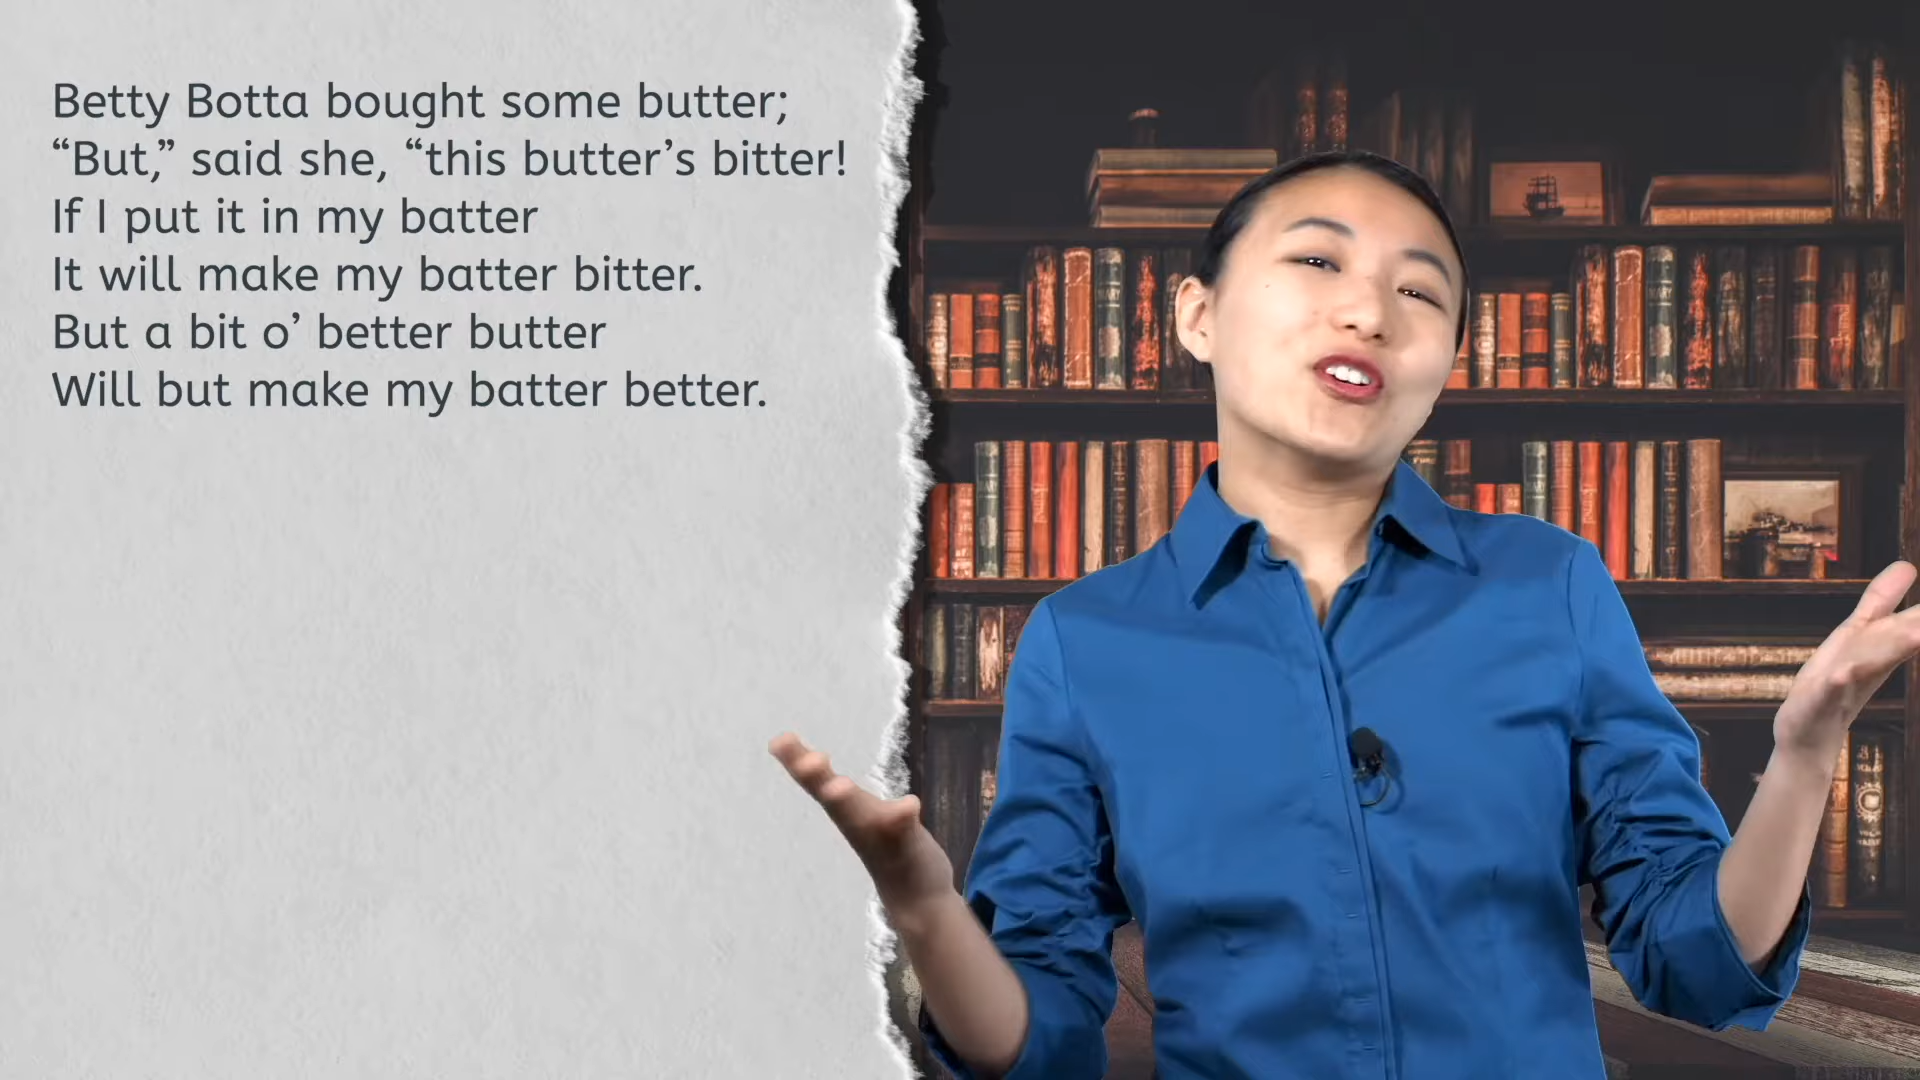 Betty Botta bought some butter;
“But,” said she, “this butter’s bitter!
If I put it in my batter
It will make my batter bitter.
But a bit o’ better butter
Will but make my batter better.